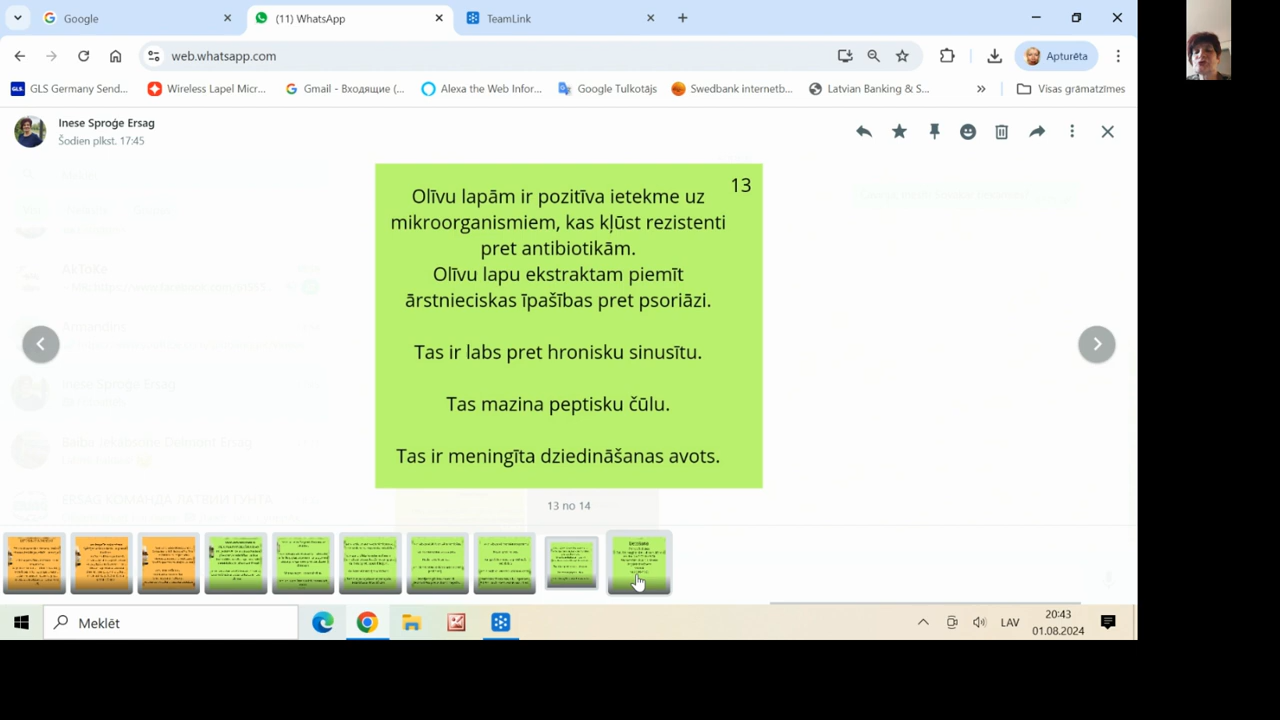 Google
(11) WhatsApp
TeamLink
web.whatsapp.com
Apturēta
GLS Germany Send...
Wireless Lapel Micr...
Gmail - Входящие (...
Alexa the Web Infor...
Google Tulkotājs
Swedbank internetb...
Latvian Banking & S...
Visas grāmatzīmes
Inese Sproģe Ersag
Šodien plkst. 17:45
13
Olīvu lapām ir pozitīva ietekme uz
mikroorganismiem, kas kļūst rezistenti
pret antibiotikām.
Olīvu lapu ekstraktam piemīt
ārstnieciskas īpašības pret psoriāzi.
Tas ir labs pret hronisku sinusītu.
Tas mazina peptisku čūlu.
Tas ir meningīta dziedināšanas avots.
13 no 14
Meklēt
LAV
20:43
01.08.2024